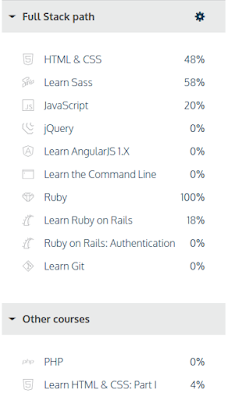 Full Stack path
HTML & CSS 48%
Learn Sass 58%
JavaScript 20%
jQuery 0%
Learn AngularJS 1.X 0%
Learn the Command Line 0%
Ruby 100%
Learn Ruby on Rails 18%
Ruby on Rails: Authentication 0%
Learn Git 0%
Other courses
php PHP 0%
Learn HTML & CSS: Part I 4%